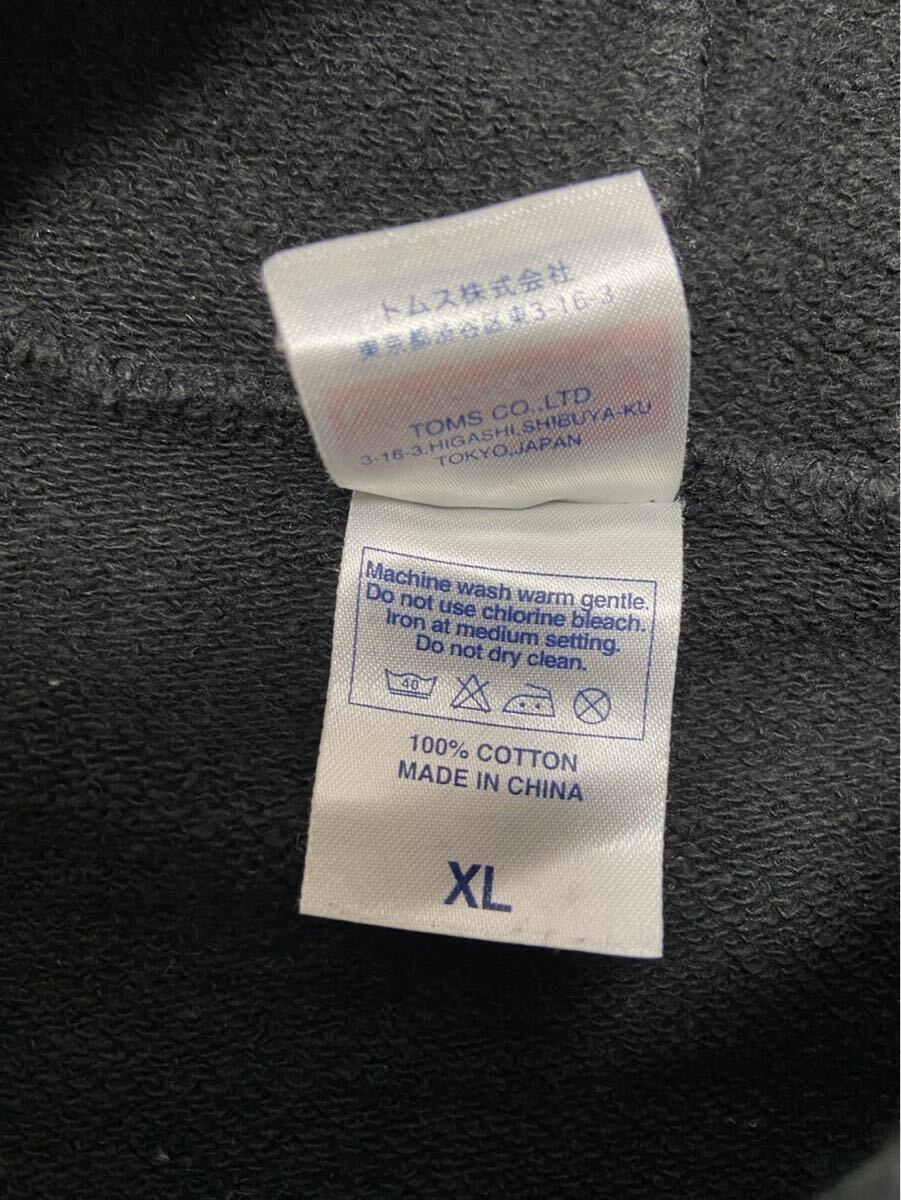 トムス株式会社
東京都渋谷区東3-16-3
TOMS CO.,LTD
3-16-3,HIGASHI,SHIBUYA-KU
TOKYO,JAPAN
Machine wash warm gentle.
Do not use chlorine bleach.
Iron at medium setting.
Do not dry clean.
40
100% COTTON
MADE IN CHINA
XL